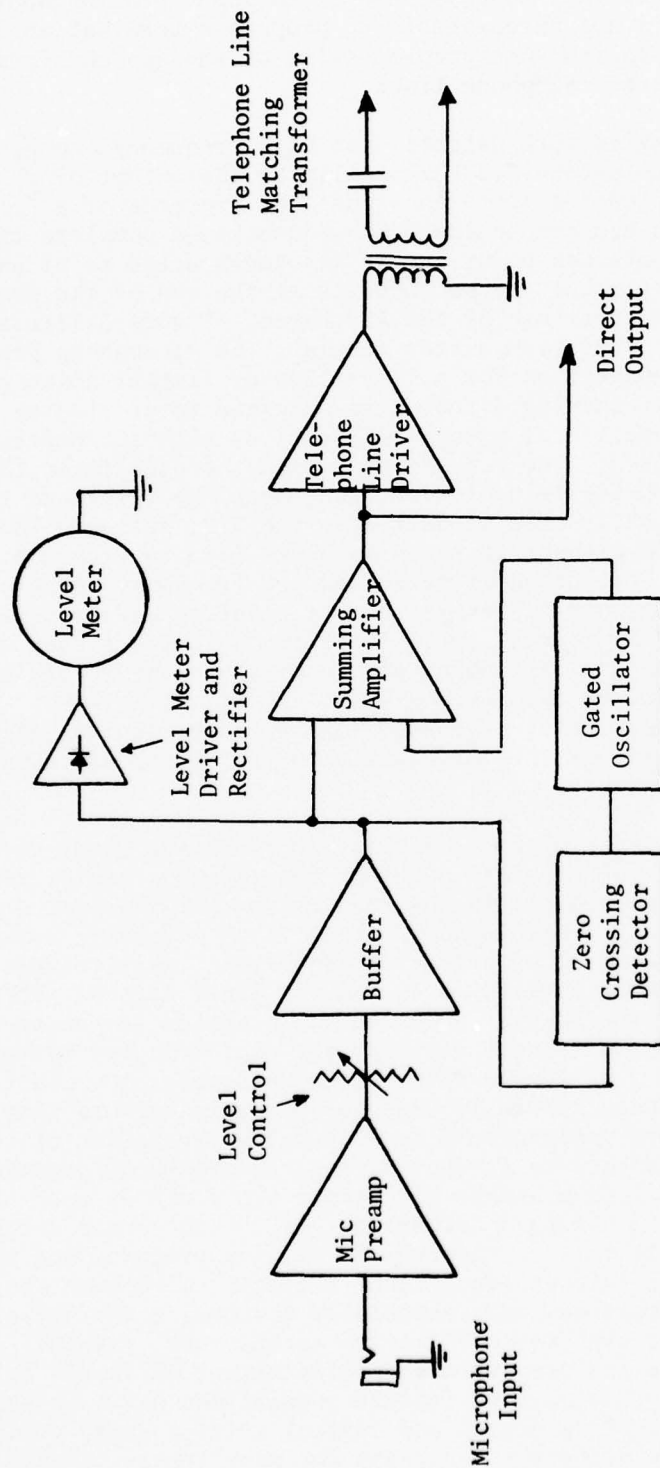 Microphone
Input
Mic
Preamp
Level
Control
Buffer
Level Meter
Driver and
Rectifier
Level
Meter
Summing
Amplifier
Tele-
phone
Line
Driver
Telephone Line
Matching
Transformer
Direct
Output
Zero
Crossing
Detector
Gated
Oscillator